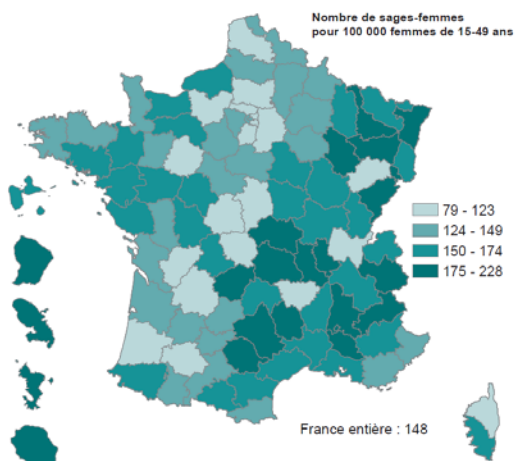 Nombre de sages-femmes
pour 100 000 femmes de 15-49 ans
79 - 123
124 - 149
150 - 174
175 - 228
France entière : 148